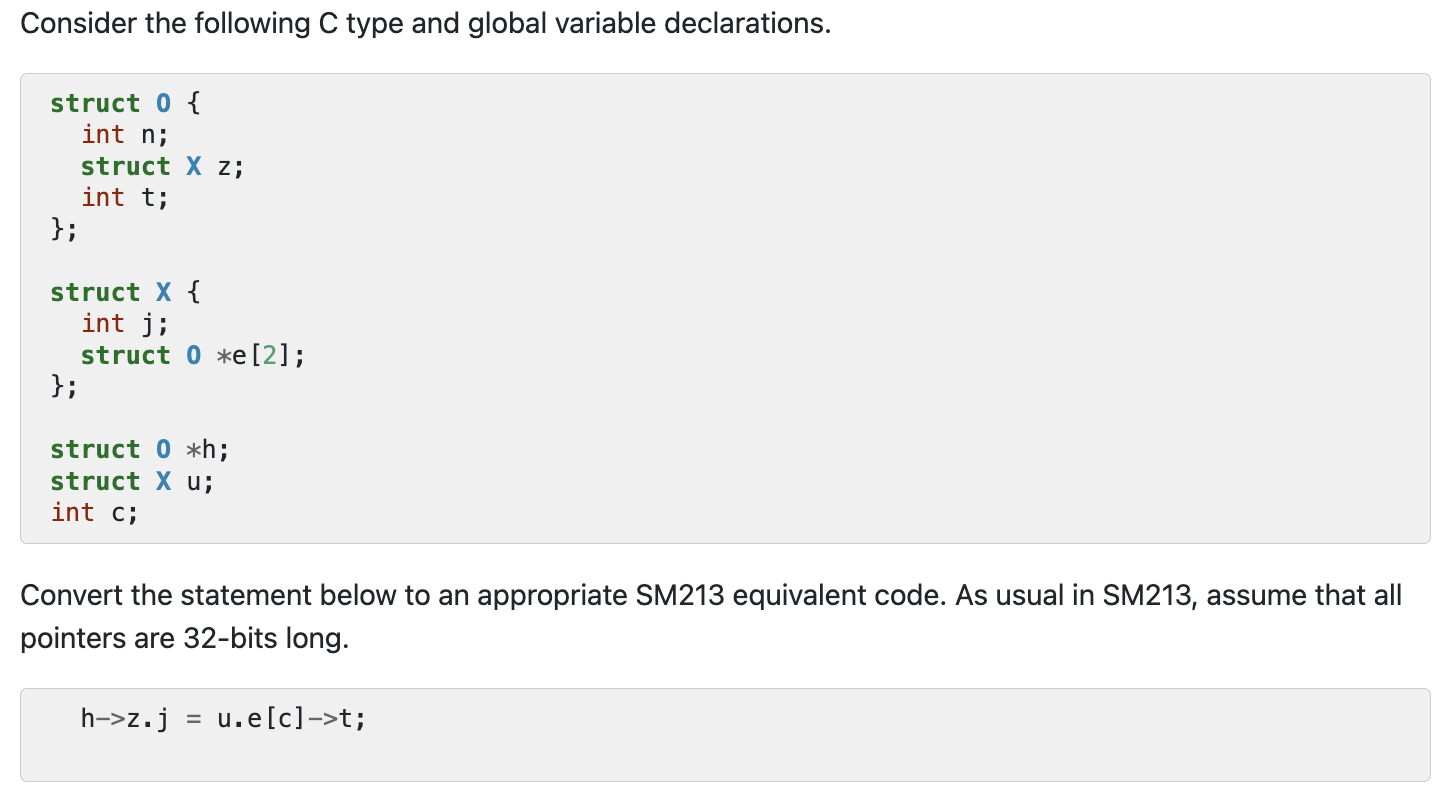 Consider the following C type and global variable declarations.
struct O {
  int n;
  struct X z;
  int t;
};
struct X {
  int j;
  struct O *e[2];
};
struct O *h;
struct X u;
int c;
Convert the statement below to an appropriate SM213 equivalent code. As usual in SM213, assume that all
pointers are 32-bits long.
h->z.j = u.e[c]->t;